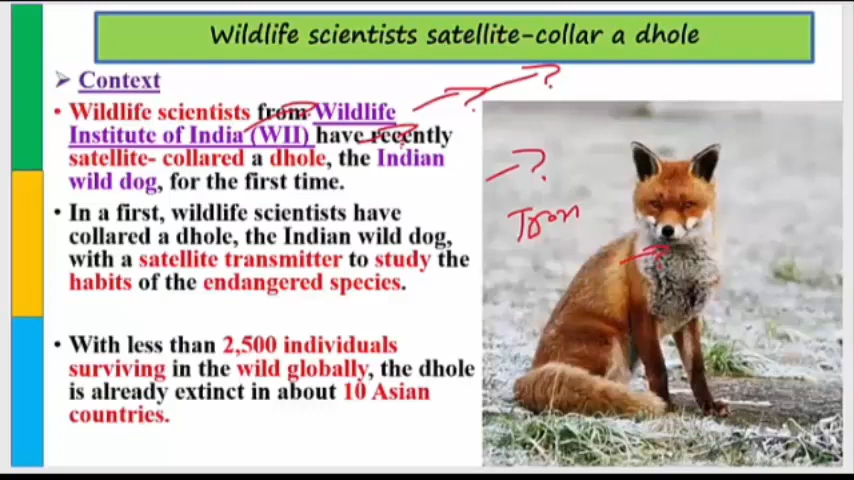 Wildlife scientists satellite-collar a dhole
Context
Wildlife scientists from Wildlife
Institute of India (WII) have recently
satellite- collared a dhole, the Indian
wild dog, for the first time.
In a first, wildlife scientists have
collared a dhole, the Indian wild dog,
with a satellite transmitter to study the
habits of the endangered species.
With less than 2,500 individuals
surviving in the wild globally, the dhole
is already extinct in about 10 Asian
countries.
?
?
?
?